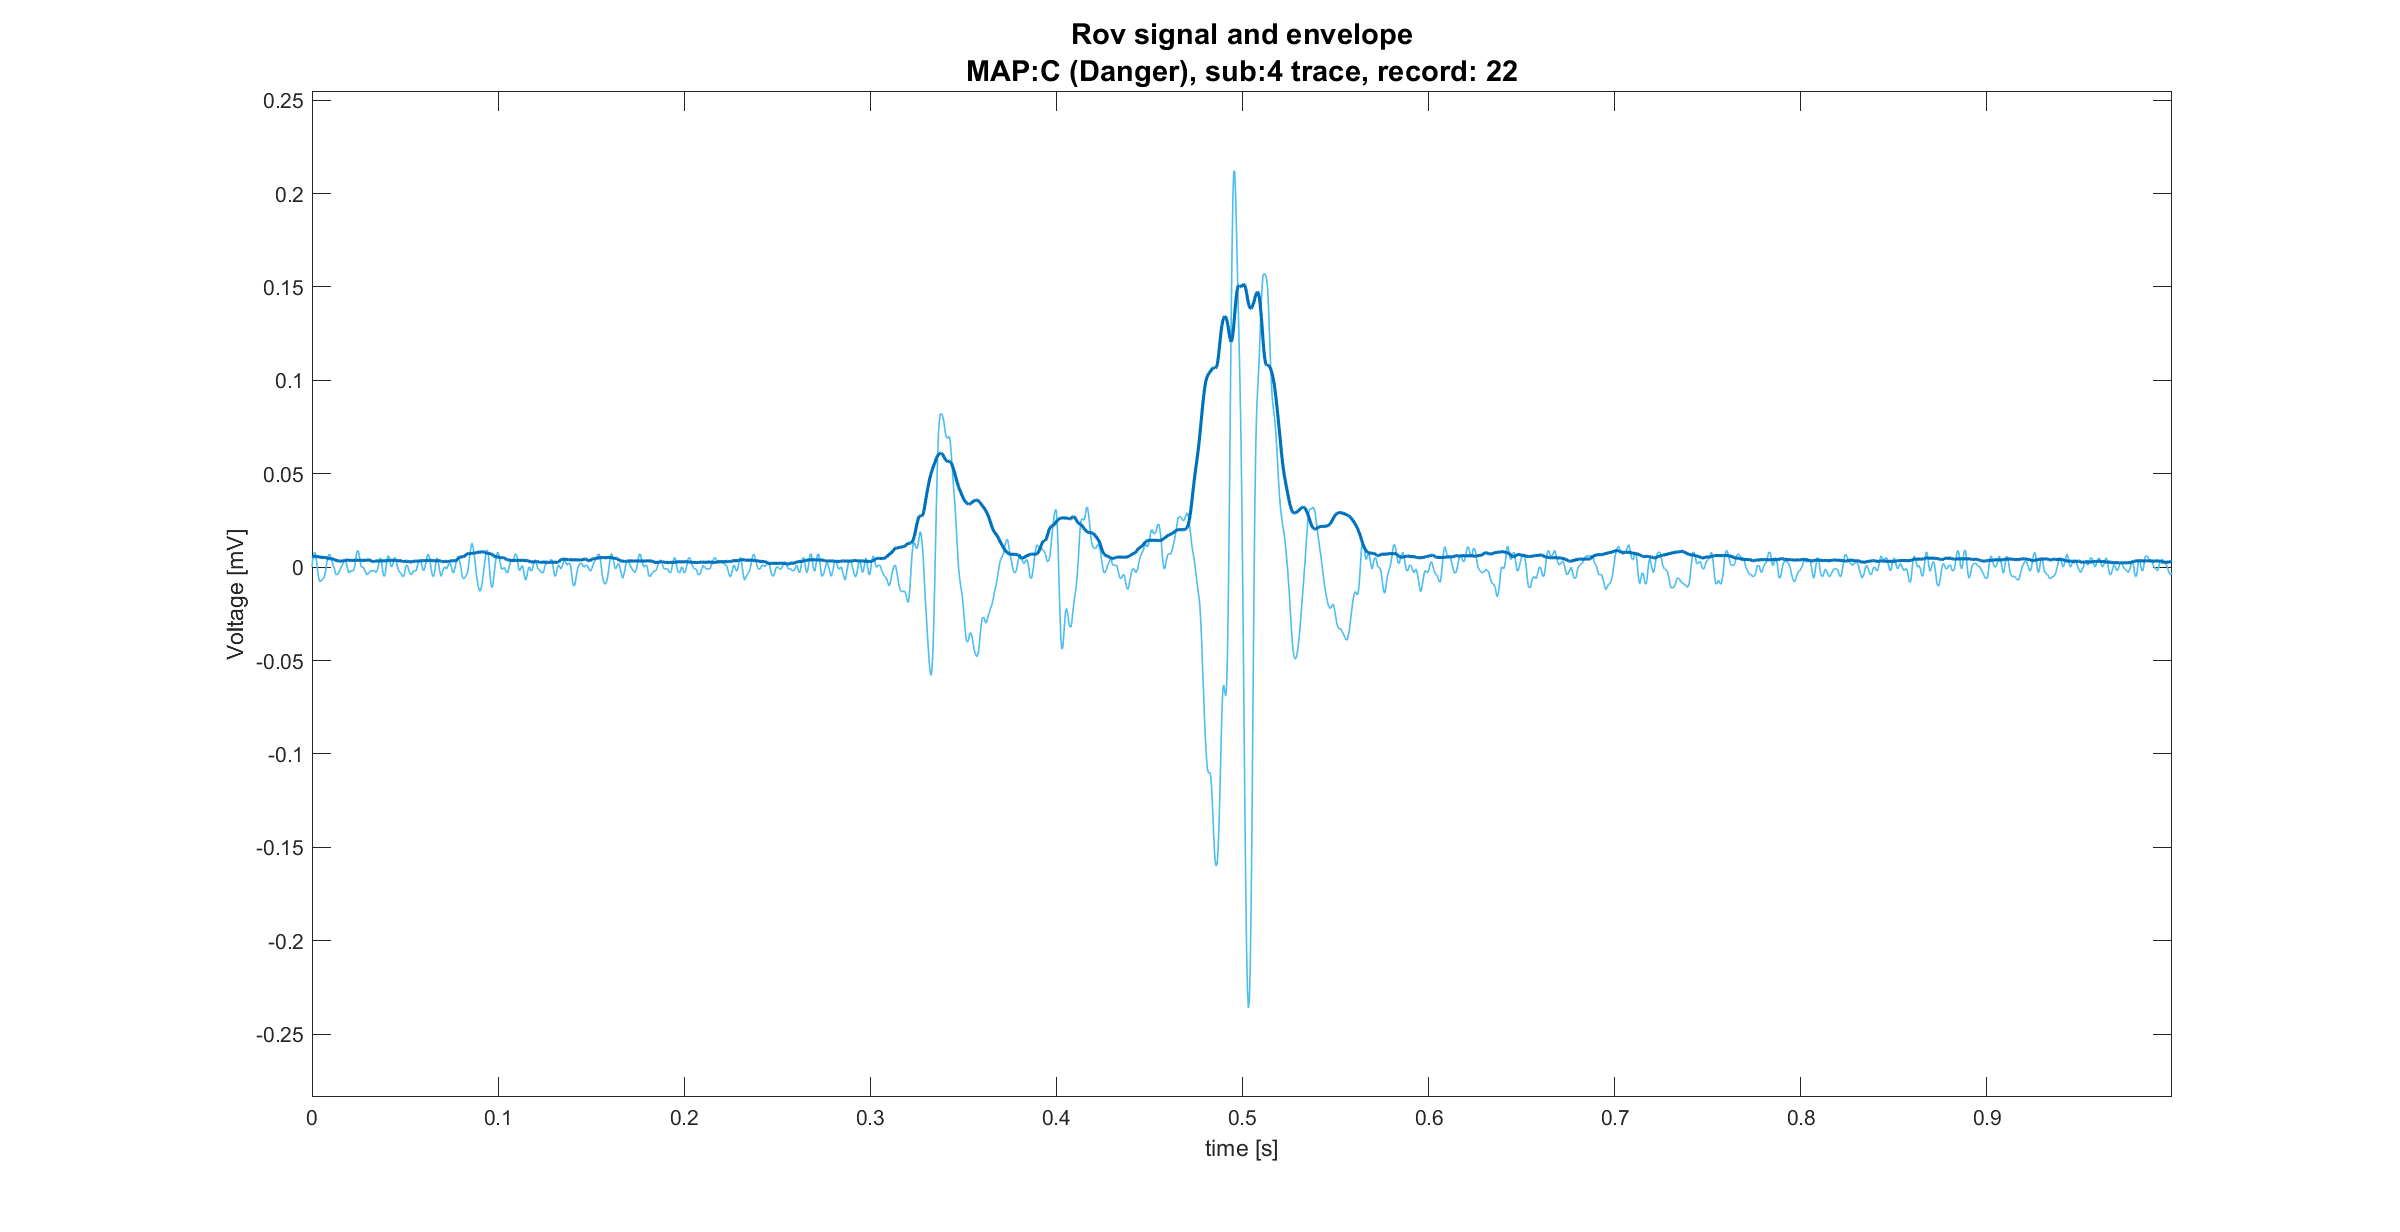 Rov signal and envelope
MAP:C (Danger), sub:4 trace, record: 22
0.25
0.2
0.15
0.1
0.05
0
-0.05
-0.1
-0.15
-0.2
-0.25
Voltage [mV]
0 0.1 0.2 0.3 0.4 0.5 0.6 0.7 0.8 0.9
time [s]